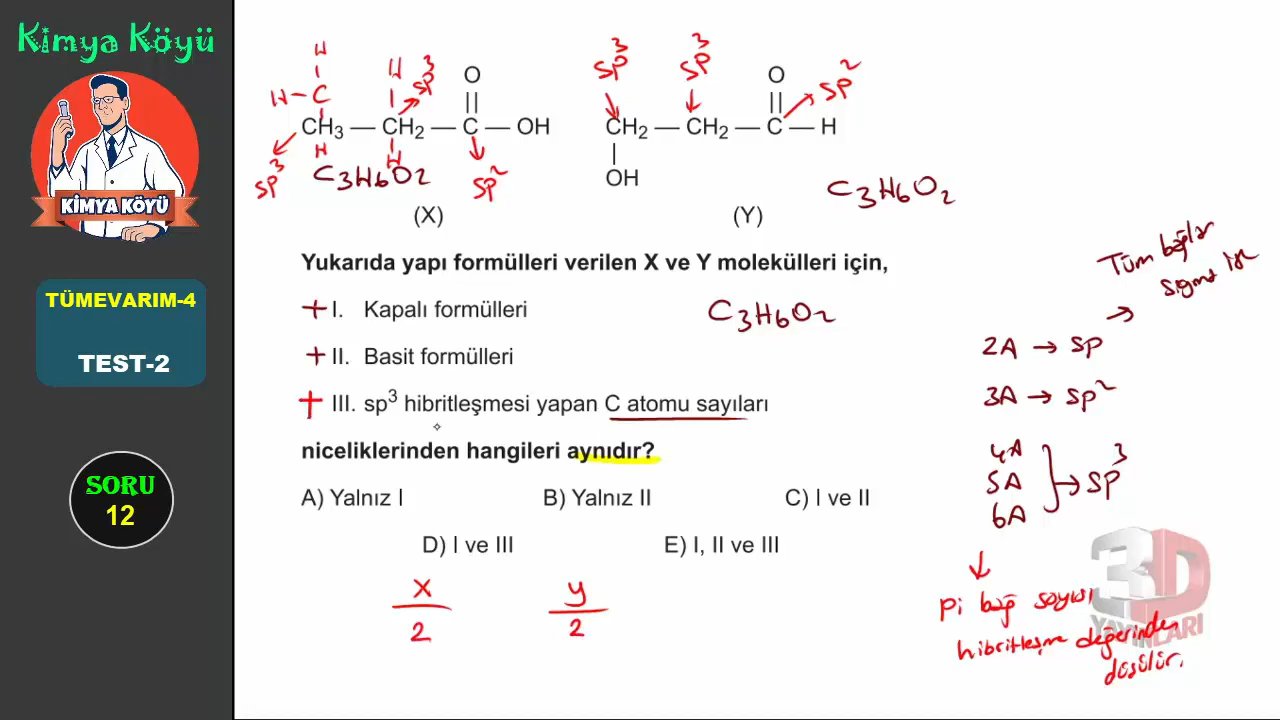 Kimya Köyü
KİMYA KÖYÜ
TÜMEVARIM-4
TEST-2
SORU
12
H
H
sp³
O
H – C
CH3 — CH2 — C — OH
H
H
sp³
sp²
C3H6O2
(X)
sp³
sp³
O
sp²
CH2 — CH2 — C — H
OH
C3H6O2
(Y)
Yukarıda yapı formülleri verilen X ve Y molekülleri için,
+ I. Kapalı formülleri
C3H6O2
+ II. Basit formülleri
+ III. sp³ hibritleşmesi yapan C atomu sayıları
niceliklerinden hangileri aynıdır?
A) Yalnız I B) Yalnız II C) I ve II
D) I ve III E) I, II ve III
X
2
y
2
Tüm bağlar
sigma ise
2A → sp →
3A → sp²
4A
5A → sp³
6A
Pi bağ sayısı
hibritleşme değerinden
düşülür.
3D
YAYINLARI